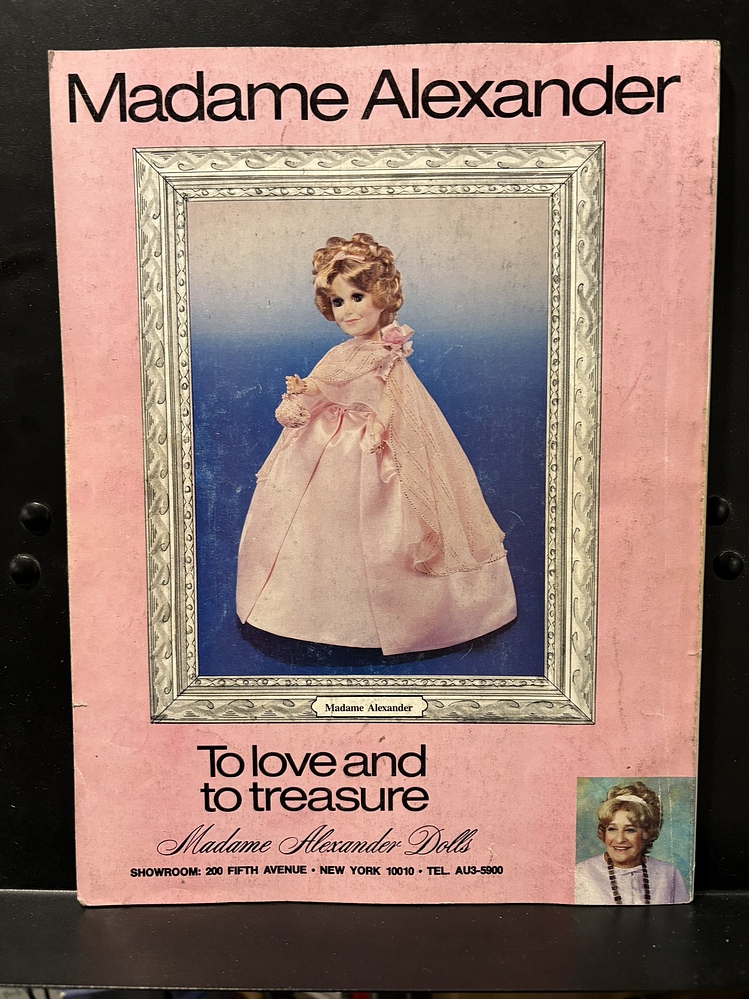 Madame Alexander
Madame Alexander
To love and
to treasure
Madame Alexander Dolls
SHOWROOM: 200 FIFTH AVENUE • NEW YORK 10010 • TEL. AU3-5900